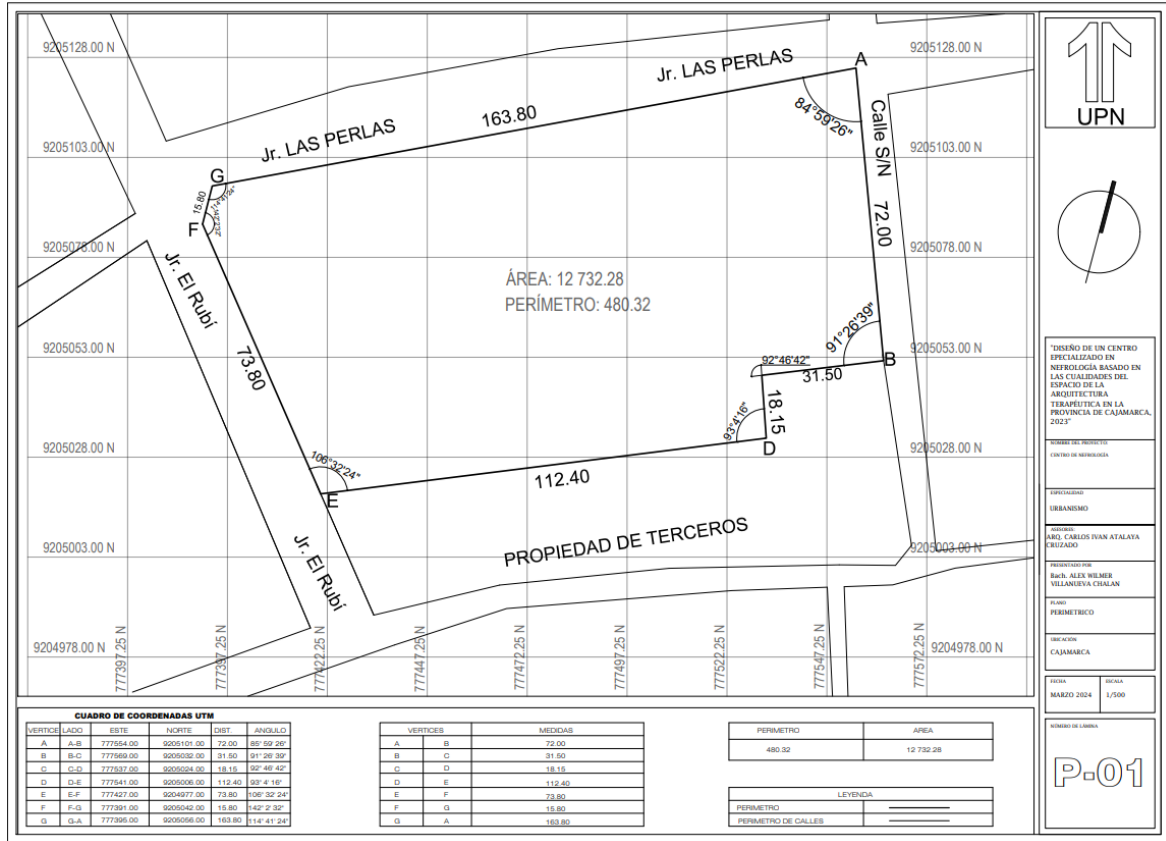 9205128.00 N
9205128.00 N
A
Jr. LAS PERLAS
84°59'26"
163.80
Jr. LAS PERLAS
Calle S/N
9205103.00 N
9205103.00 N
G
114°41'24"
15.80
F
72.00
9205078.00 N
9205078.00 N
Jr. El Rubí
ÁREA: 12 732.28
PERÍMETRO: 480.32
91°26'39"
9205053.00 N
9205053.00 N
92°46'42"
B
73.80
31.50
18.15
93°4'16"
D
9205028.00 N
9205028.00 N
106°32'24"
E
112.40
PROPIEDAD DE TERCEROS
9205003.00 N
9205003.00 N
Jr. El Rubí
9204978.00 N
9204978.00 N
777397.25 N
777397.25 N
777422.25 N
777447.25 N
777472.25 N
777497.25 N
777522.25 N
777547.25 N
777572.25 N
UPN
"DISEÑO DE UN CENTRO
EPECIALIZADO EN
NEFROLOGÍA BASADO EN
LAS CUALIDADES DEL
ESPACIO DE LA
ARQUITECTURA
TERAPÉUTICA EN LA
PROVINCIA DE CAJAMARCA,
2023"
NOMBRE DEL PROYECTO:
CENTRO DE NEFROLOGÍA
ESPECIALIDAD
URBANISMO
ASESORES:
ARQ. CARLOS IVAN ATALAYA
CRUZADO
PRESENTADO POR
Bach. ALEX WILMER
VILLANUEVA CHALAN
PLANO
PERIMETRICO
UBICACIÓN
CAJAMARCA
FECHA ESCALA
MARZO 2024 1/500
NÚMERO DE LÁMINA
P-01
CUADRO DE COORDENADAS UTM
VERTICE LADO ESTE NORTE DIST. ANGULO
A A-B 777554.00 9205101.00 72.00 85° 59' 26"
B B-C 777569.00 9205032.00 31.50 91° 26' 39"
C C-D 777537.00 9205024.00 18.15 92° 46' 42"
D D-E 777541.00 9205006.00 112.40 93° 4' 16"
E E-F 777427.00 9204977.00 73.80 106° 32' 24"
F F-G 777391.00 9205042.00 15.80 142° 2' 32"
G G-A 777395.00 9205056.00 163.80 114° 41' 24"
VERTICES MEDIDAS
A B 72.00
B C 31.50
C D 18.15
D E 112.40
E F 73.80
F G 15.80
G A 163.80
PERIMETRO AREA
480.32 12 732.28
LEYENDA
PERIMETRO
PERIMETRO DE CALLES